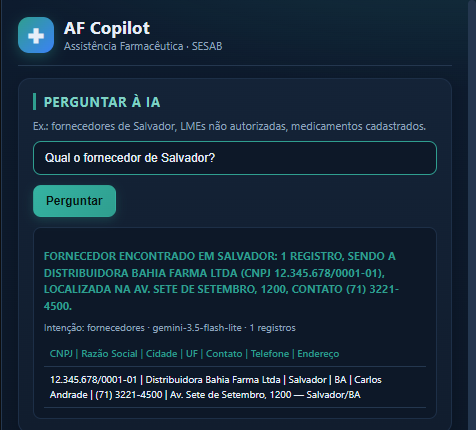 AF Copilot
Assistência Farmacêutica · SESAB
PERGUNTAR À IA
Ex.: fornecedores de Salvador, LMEs não autorizadas, medicamentos cadastrados.
Qual o fornecedor de Salvador?
Perguntar
FORNECEDOR ENCONTRADO EM SALVADOR: 1 REGISTRO, SENDO A
DISTRIBUIDORA BAHIA FARMA LTDA (CNPJ 12.345.678/0001-01),
LOCALIZADA NA AV. SETE DE SETEMBRO, 1200, CONTATO (71) 3221-
4500.
Intenção: fornecedores · gemini-3.5-flash-lite · 1 registros
CNPJ | Razão Social | Cidade | UF | Contato | Telefone | Endereço
12.345.678/0001-01 | Distribuidora Bahia Farma Ltda | Salvador | BA | Carlos
Andrade | (71) 3221-4500 | Av. Sete de Setembro, 1200 — Salvador/BA